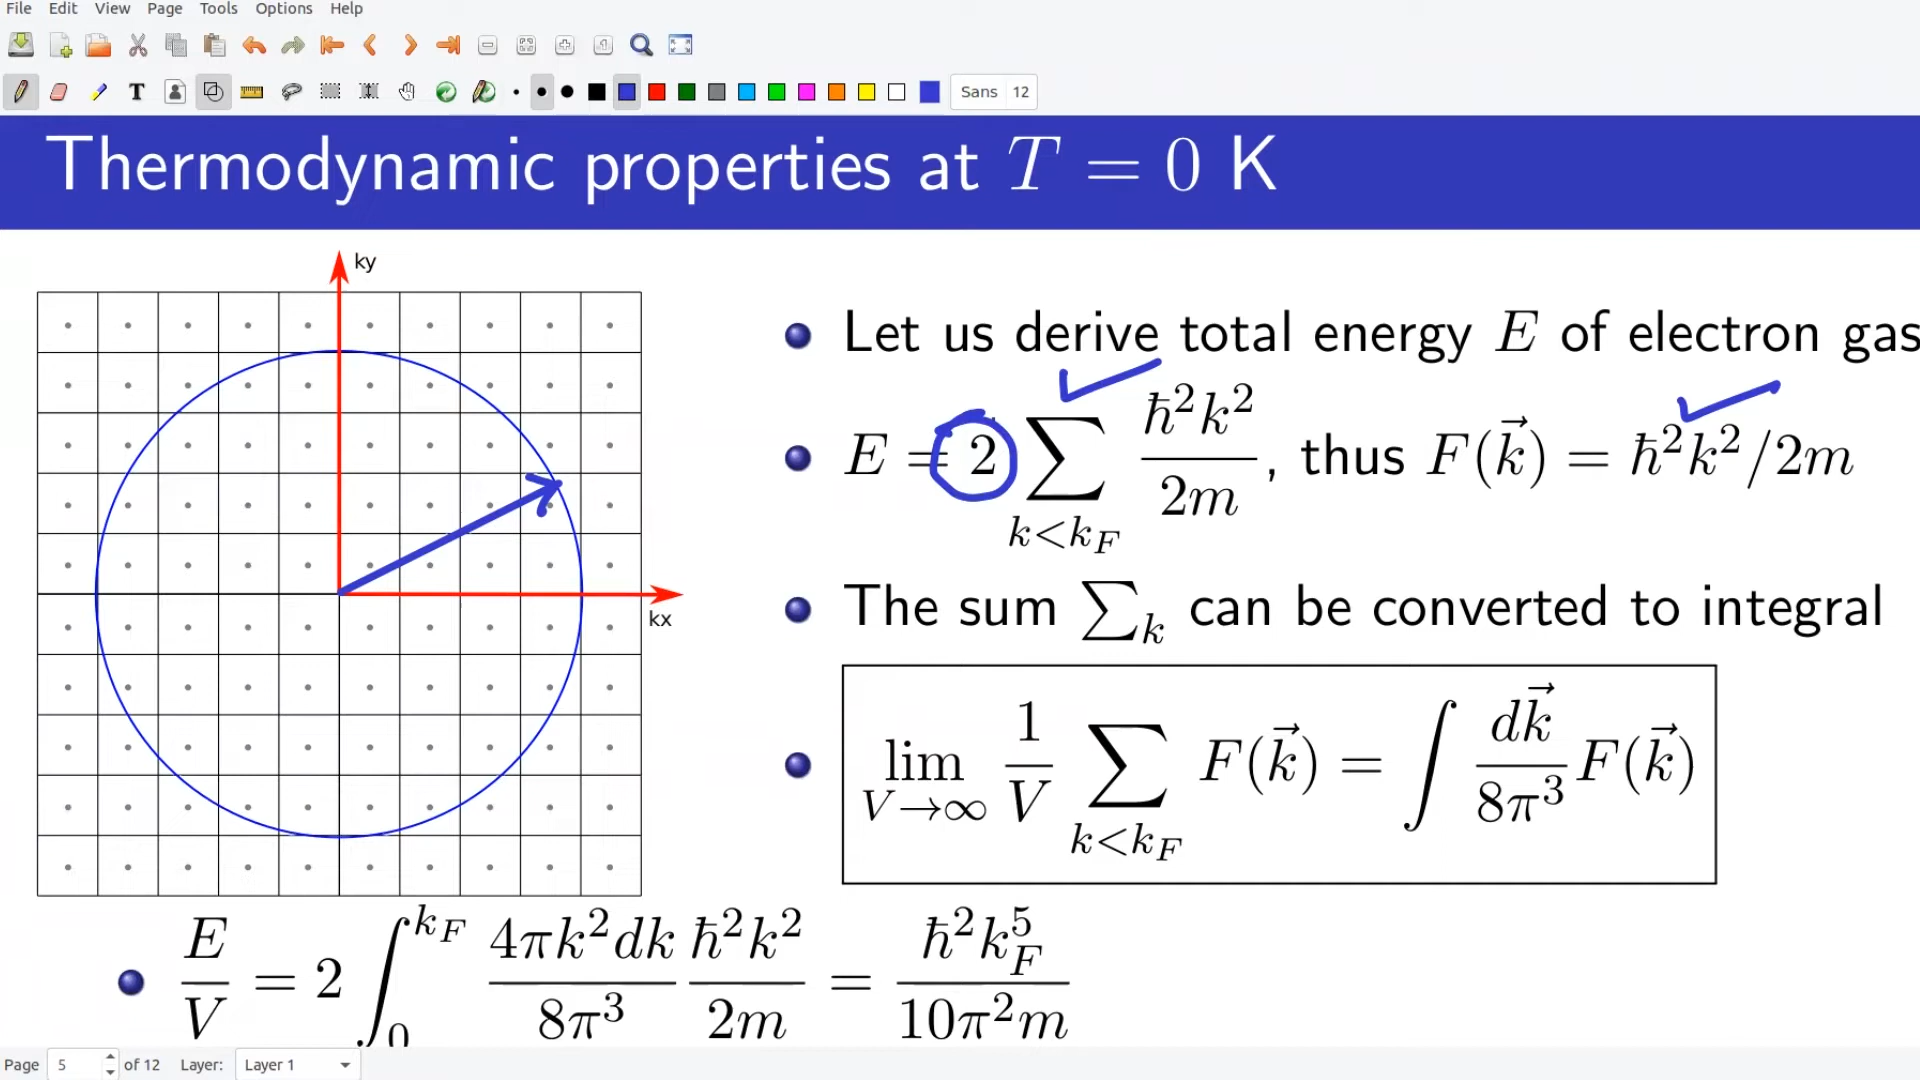 File Edit View Page Tools Options Help
Sans 12
Thermodynamic properties at T = 0 K
ky
kx
Let us derive total energy E of electron gas
E = 2 ∑_{k<k_F} ħ²k²/2m , thus F(k⃗) = ħ²k²/2m
The sum ∑_k can be converted to integral
lim_{V→∞} 1/V ∑_{k<k_F} F(k⃗) = ∫ dk⃗/8π³ F(k⃗)
E/V = 2 ∫_0^{k_F} 4πk²dk/8π³ ħ²k²/2m = ħ²k_F^5/10π²m
Page 5 of 12 Layer: Layer 1